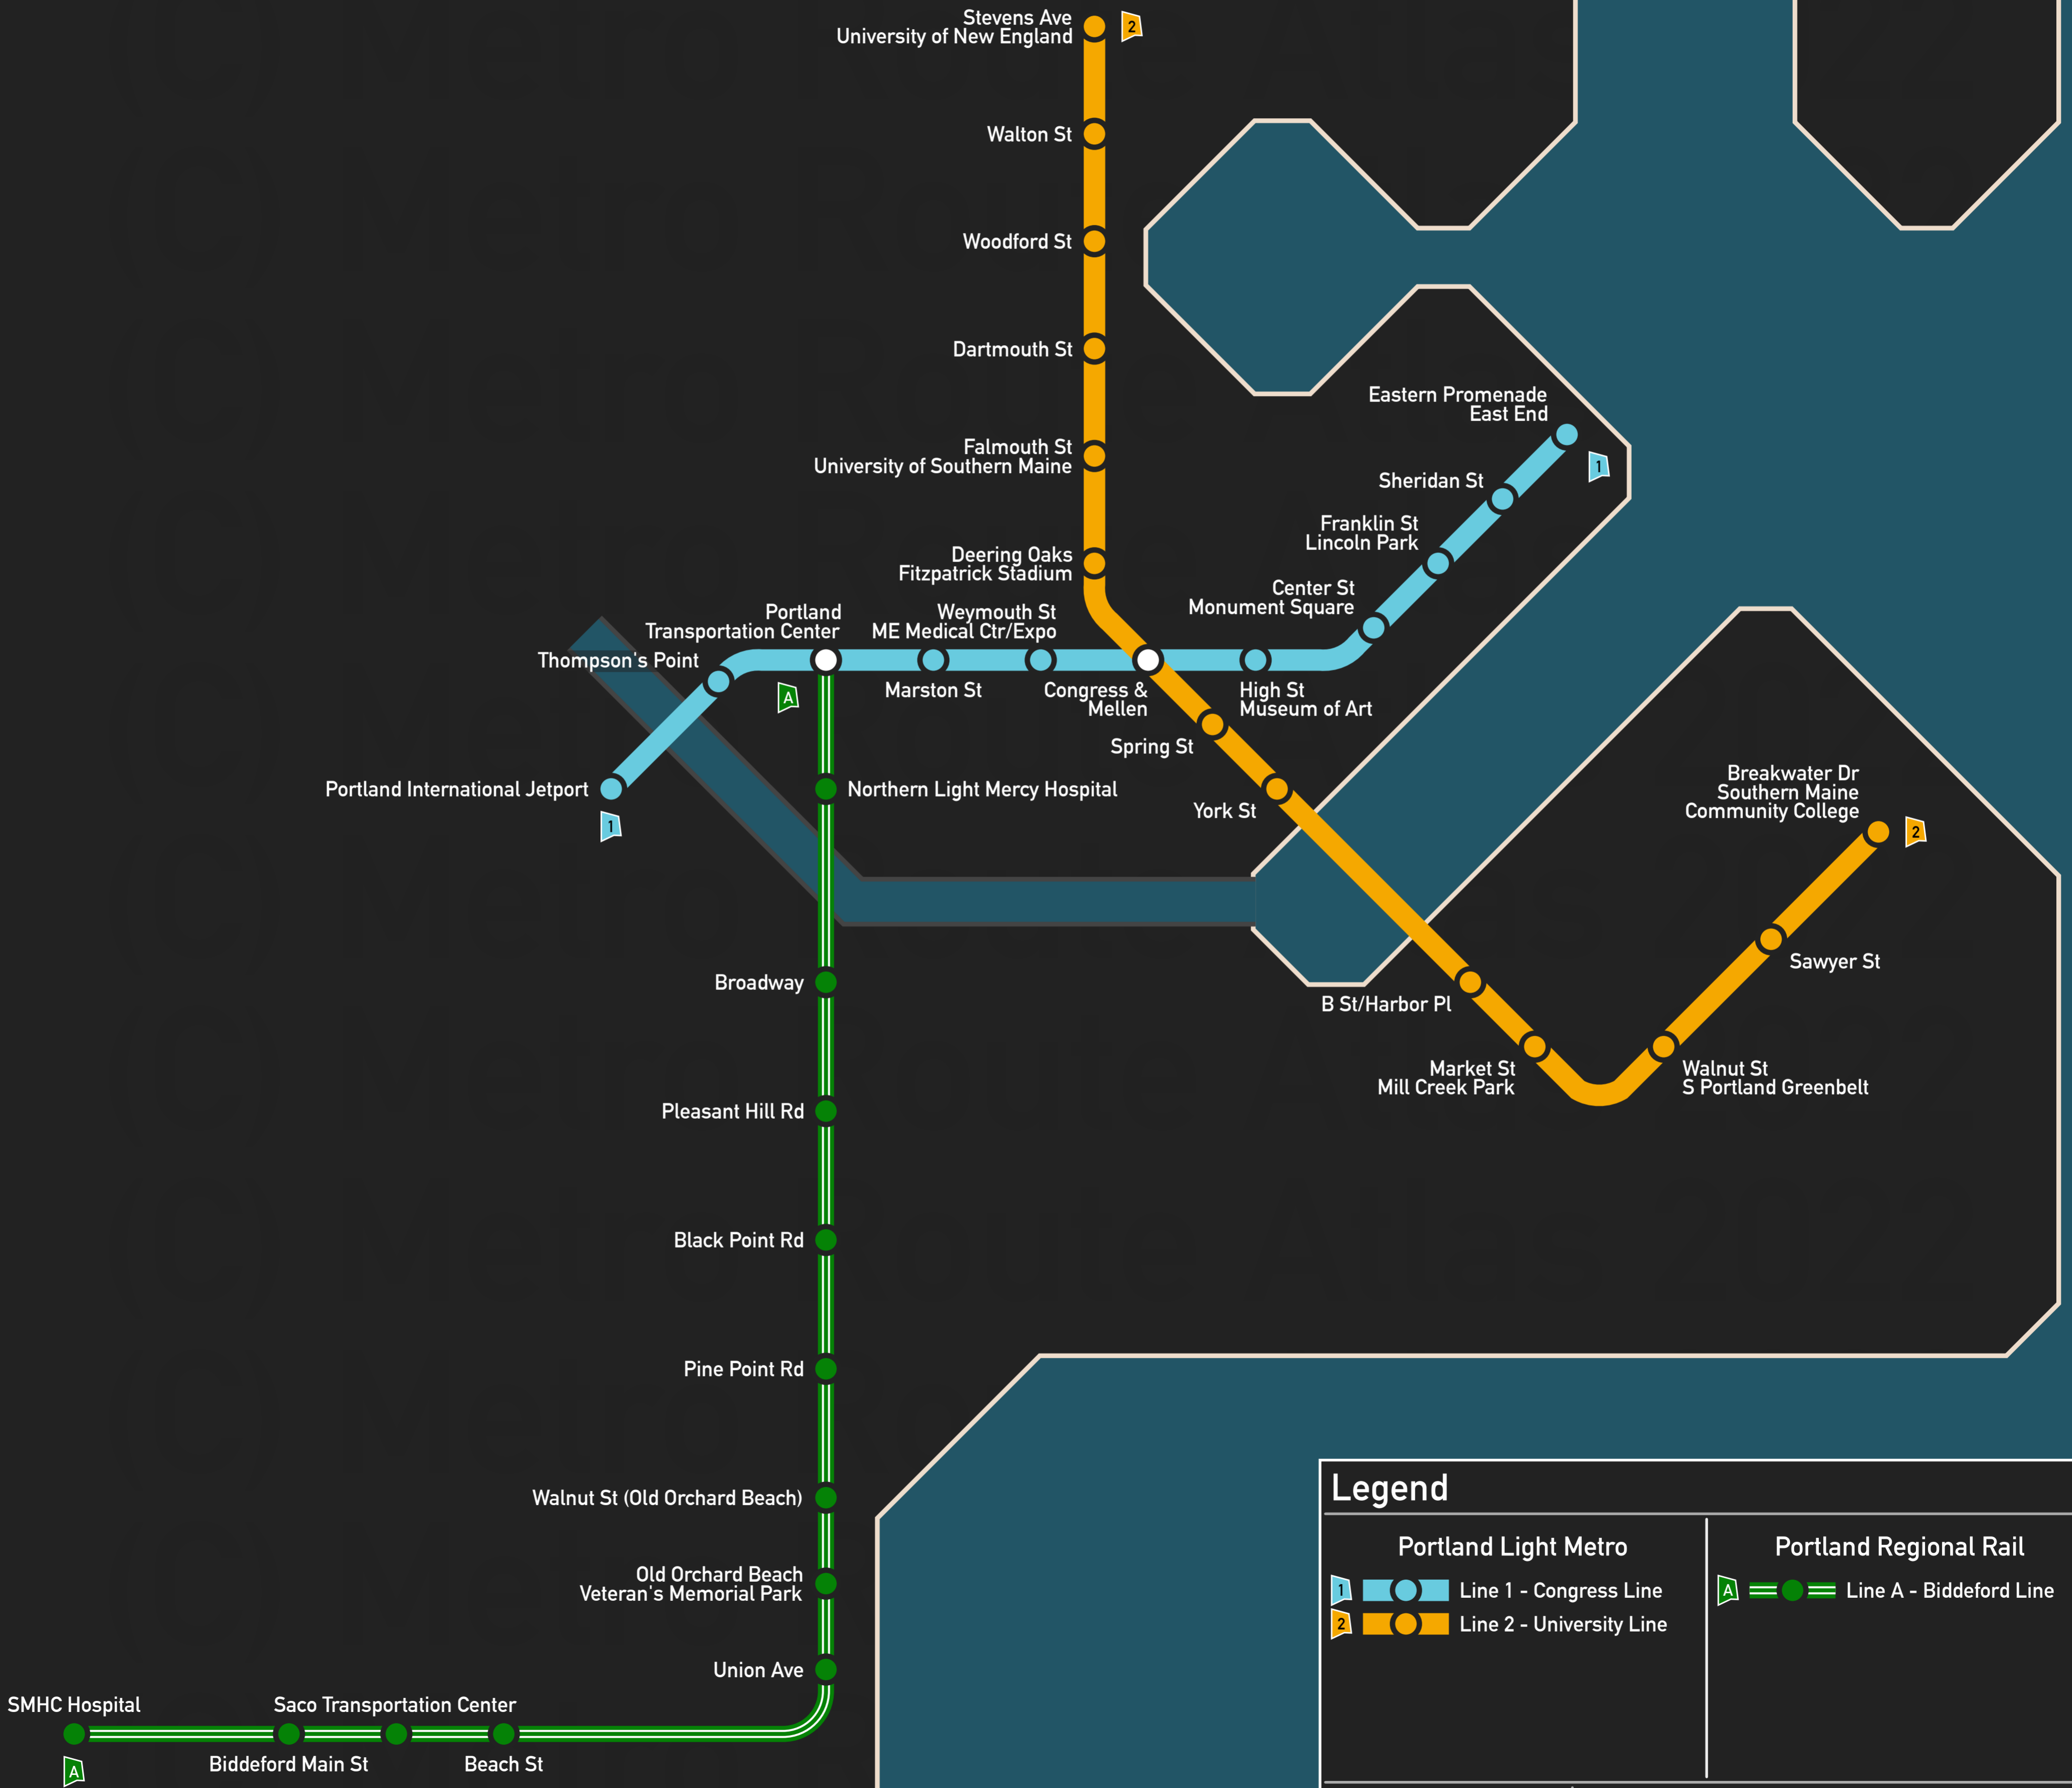 Stevens Ave
University of New England
2
Walton St
Woodford St
Dartmouth St
Eastern Promenade
East End
1
Falmouth St
University of Southern Maine
Sheridan St
Franklin St
Lincoln Park
Deering Oaks
Fitzpatrick Stadium
Center St
Monument Square
Portland
Transportation Center
Weymouth St
ME Medical Ctr/Expo
Thompson's Point
A
Marston St
Congress &
Mellen
High St
Museum of Art
Spring St
Portland International Jetport
1
Northern Light Mercy Hospital
York St
Breakwater Dr
Southern Maine
Community College
2
Sawyer St
Broadway
B St/Harbor Pl
Market St
Mill Creek Park
Walnut St
S Portland Greenbelt
Pleasant Hill Rd
Black Point Rd
Pine Point Rd
Walnut St (Old Orchard Beach)
Old Orchard Beach
Veteran's Memorial Park
Union Ave
SMHC Hospital
Saco Transportation Center
A
Biddeford Main St
Beach St
Legend
Portland Light Metro
1 Line 1 - Congress Line
2 Line 2 - University Line
Portland Regional Rail
A Line A - Biddeford Line